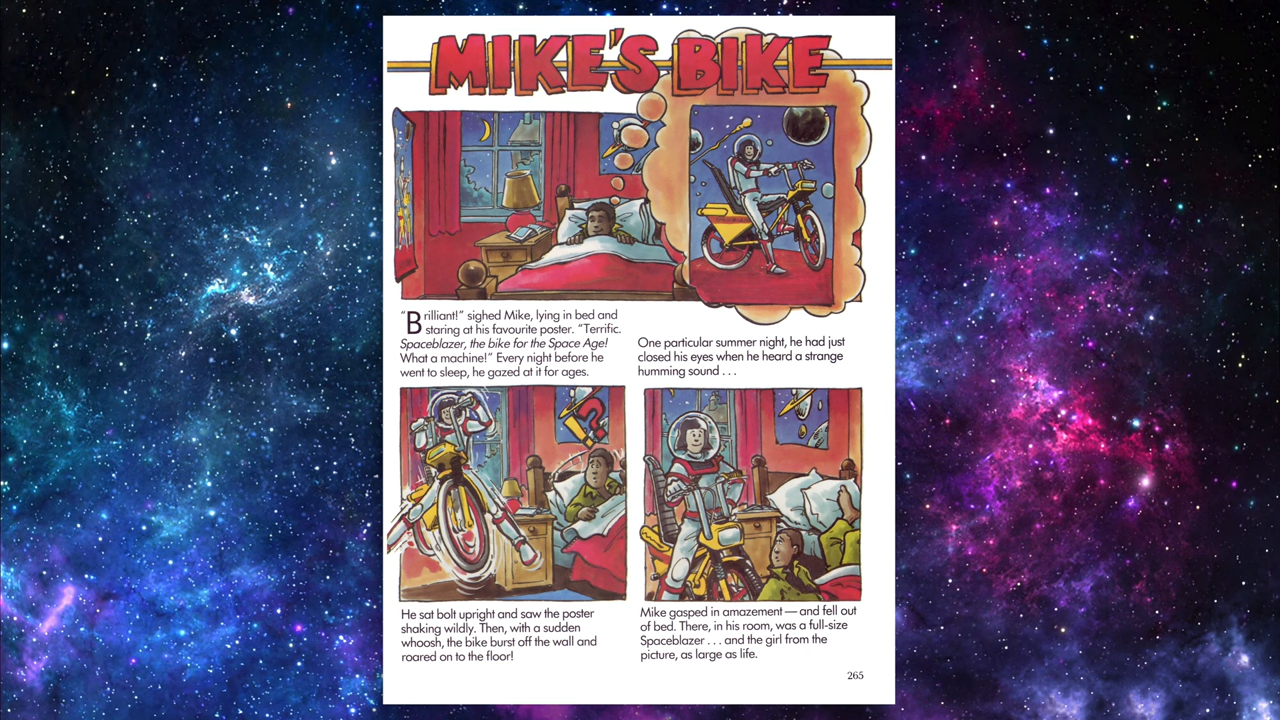 MIKE'S BIKE
"Brilliant!" sighed Mike, lying in bed and
staring at his favourite poster. "Terrific.
Spaceblazer, the bike for the Space Age!
What a machine!" Every night before he
went to sleep, he gazed at it for ages.
One particular summer night, he had just
closed his eyes when he heard a strange
humming sound . . .
He sat bolt upright and saw the poster
shaking wildly. Then, with a sudden
whoosh, the bike burst off the wall and
roared on to the floor!
Mike gasped in amazement — and fell out
of bed. There, in his room, was a full-size
Spaceblazer . . . and the girl from the
picture, as large as life.
265